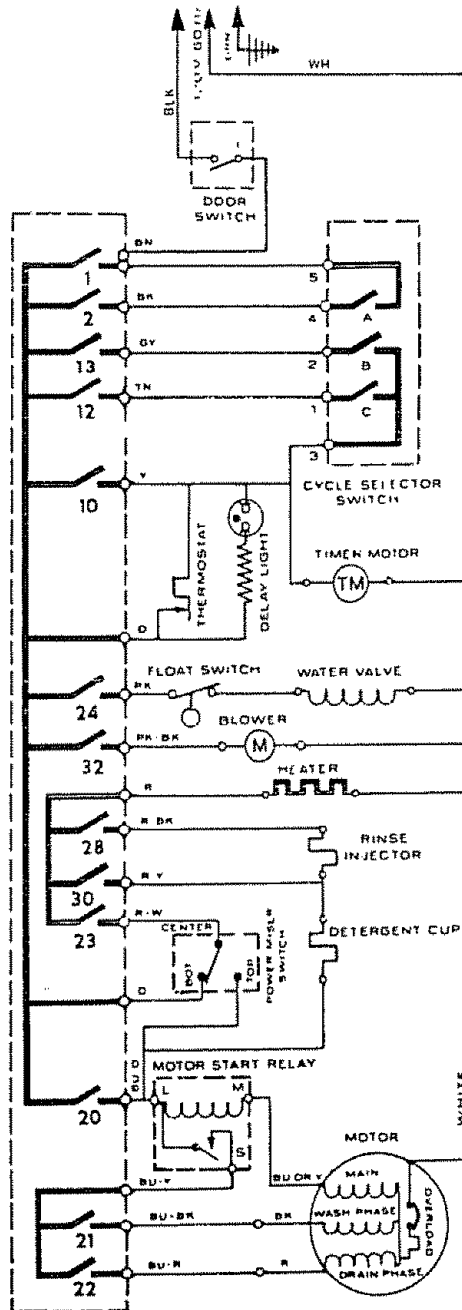 BLK
WH
DOOR
SWITCH
BN
1
5
2
BK
4
A
13
GY
2
B
12
TN
1
C
3
10
Y
CYCLE SELECTOR
SWITCH
THERMOSTAT
DELAY LIGHT
TIMER MOTOR
TM
O
24
PK
FLOAT SWITCH
WATER VALVE
32
PK-BK
BLOWER
M
R
HEATER
28
R-BK
RINSE
INJECTOR
30
R-Y
23
R-W
CENTER
BOT
TOP
POWER MISER
SWITCH
DETERGENT CUP
O
BU O
20
MOTOR START RELAY
L
M
S
WHITE
MOTOR
BU-Y
BU OR Y
MAIN
21
BU-BK
BK
WASH PHASE
OVERLOAD
22
BU-R
R
DRAIN PHASE